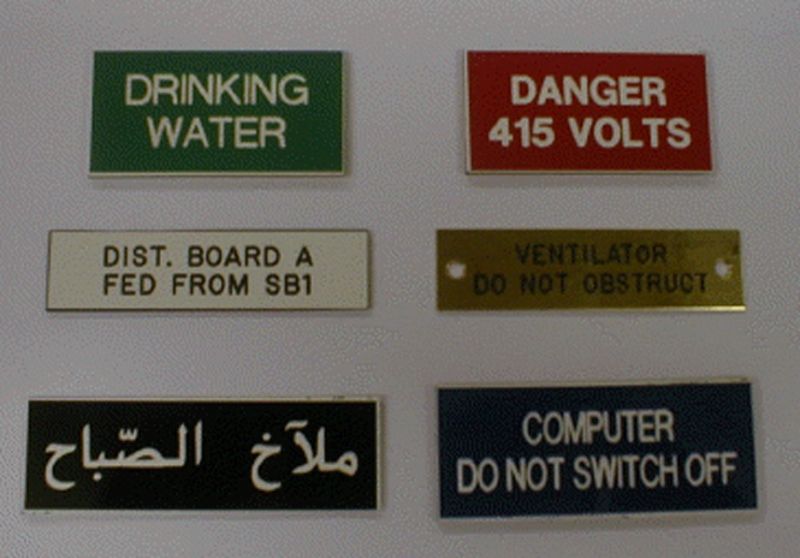 DRINKING
WATER
DANGER
415 VOLTS
DIST. BOARD A
FED FROM SB1
VENTILATOR
DO NOT OBSTRUCT
ملآخ الصّباح
COMPUTER
DO NOT SWITCH OFF